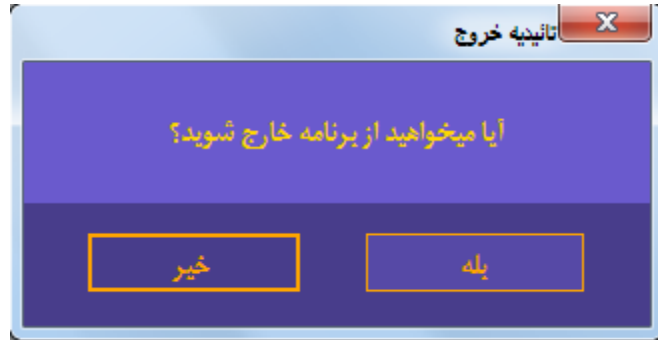 تائیدیه خروج
آیا میخواهید از برنامه خارج شوید؟
بله
خیر